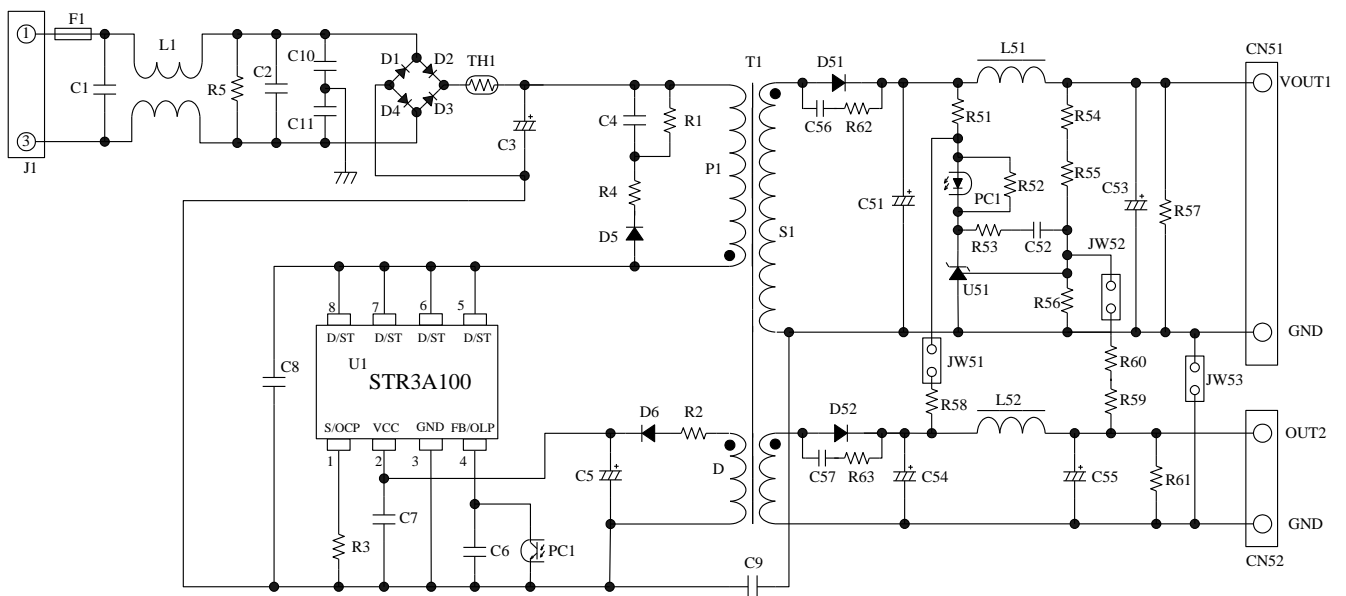 F1
1
3
J1
C1
L1
R5
C2
C10
C11
D1
D2
D4
D3
TH1
C3
C4
R1
R4
D5
P1
T1
S1
D51
C56
R62
C51
R51
PC1
R52
R53
C52
U51
L51
R54
R55
R56
C53
R57
JW52
CN51
VOUT1
GND
8
7
6
5
D/ST
D/ST
D/ST
D/ST
U1
STR3A100
S/OCP
VCC
GND
FB/OLP
1
2
3
4
C8
R3
C7
C6
PC1
C5
D6
R2
D
C9
D52
C57
R63
C54
JW51
R58
L52
R60
R59
JW53
C55
R61
OUT2
GND
CN52